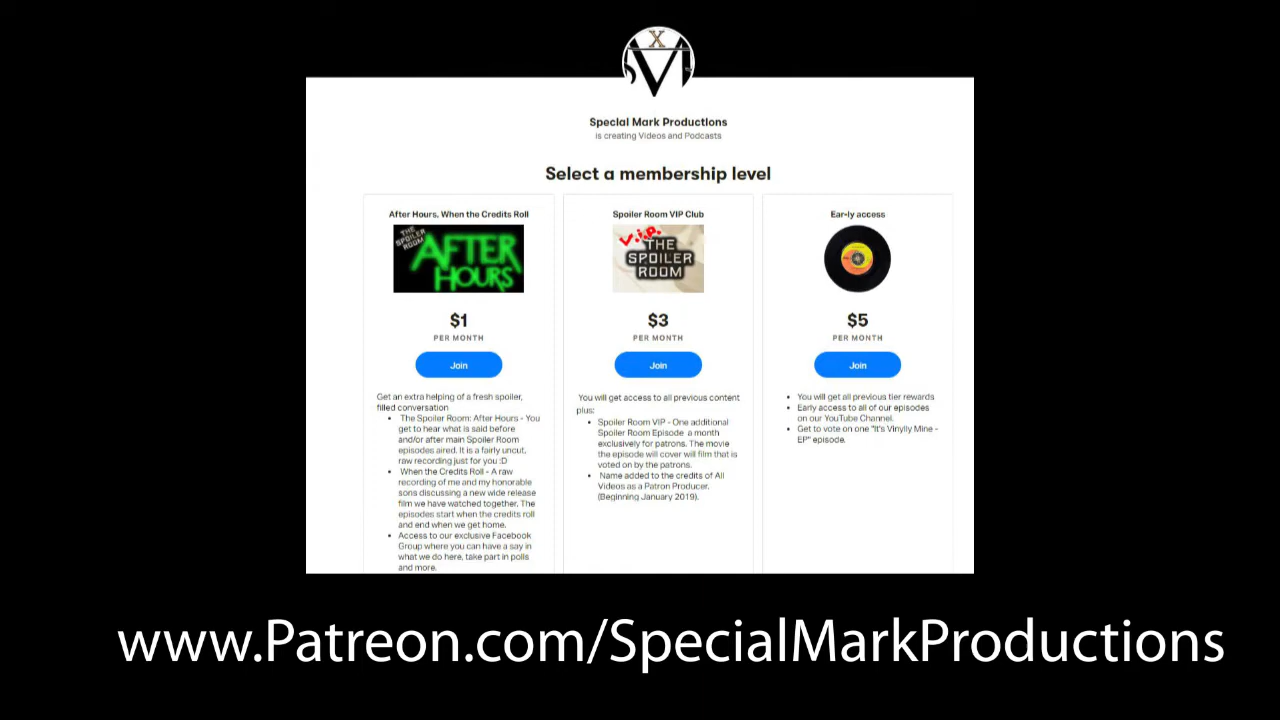 Special Mark Productions
is creating Videos and Podcasts
Select a membership level
After Hours, When the Credits Roll
THE
SPOILER
ROOM
AFTER
HOURS
$1
PER MONTH
Join
Get an extra helping of a fresh spoiler,
filled conversation
• The Spoiler Room: After Hours - You
get to hear what is said before
and/or after main Spoiler Room
episodes aired. It is a fairly uncut,
raw recording just for you :D
• When the Credits Roll - A raw
recording of me and my honorable
sons discussing a new wide release
film we have watched together. The
episodes start when the credits roll
and end when we get home.
• Access to our exclusive Facebook
Group where you can have a say in
what we do here, take part in polls
and more.
Spoiler Room VIP Club
V.I.P.
THE
SPOILER
ROOM
$3
PER MONTH
Join
You will get access to all previous content
plus:
• Spoiler Room VIP - One additional
Spoiler Room Episode a month
exclusively for patrons. The movie
the episode will cover will film that is
voted on by the patrons.
• Name added to the credits of All
Videos as a Patron Producer.
(Beginning January 2019).
Ear-ly access
$5
PER MONTH
Join
• You will get all previous tier rewards
• Early access to all of our episodes
on our YouTube Channel.
• Get to vote on one "It's Vinylly Mine -
EP" episode.
www.Patreon.com/SpecialMarkProductions